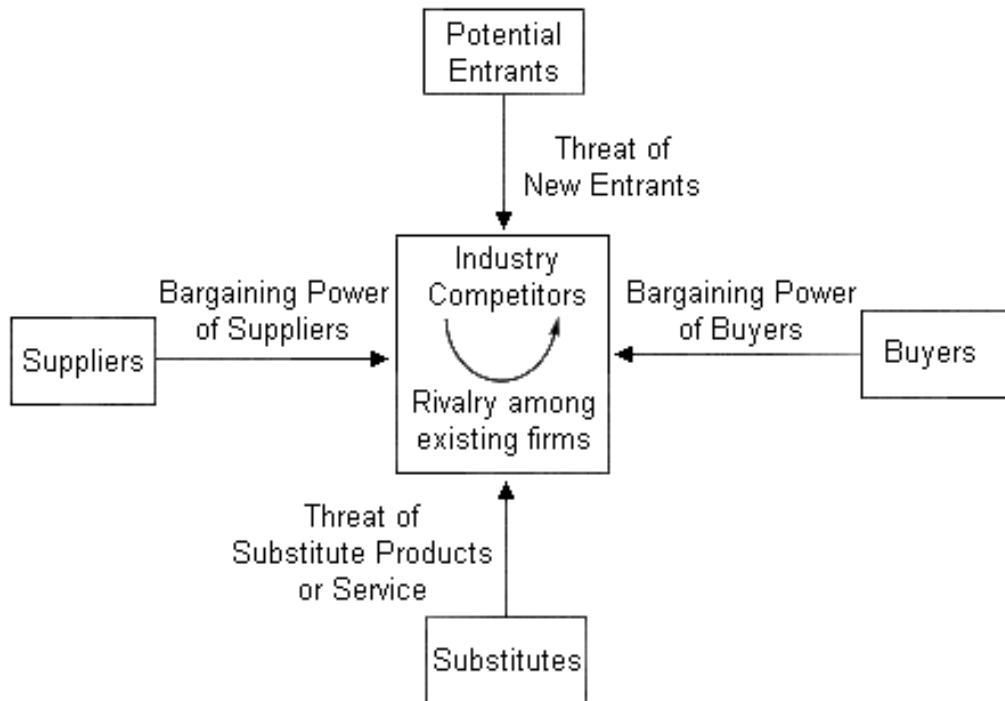 Potential
Entrants
Threat of
New Entrants
Industry
Competitors
Bargaining Power
of Suppliers
Bargaining Power
of Buyers
Suppliers
Buyers
Rivalry among
existing firms
Threat of
Substitute Products
or Service
Substitutes